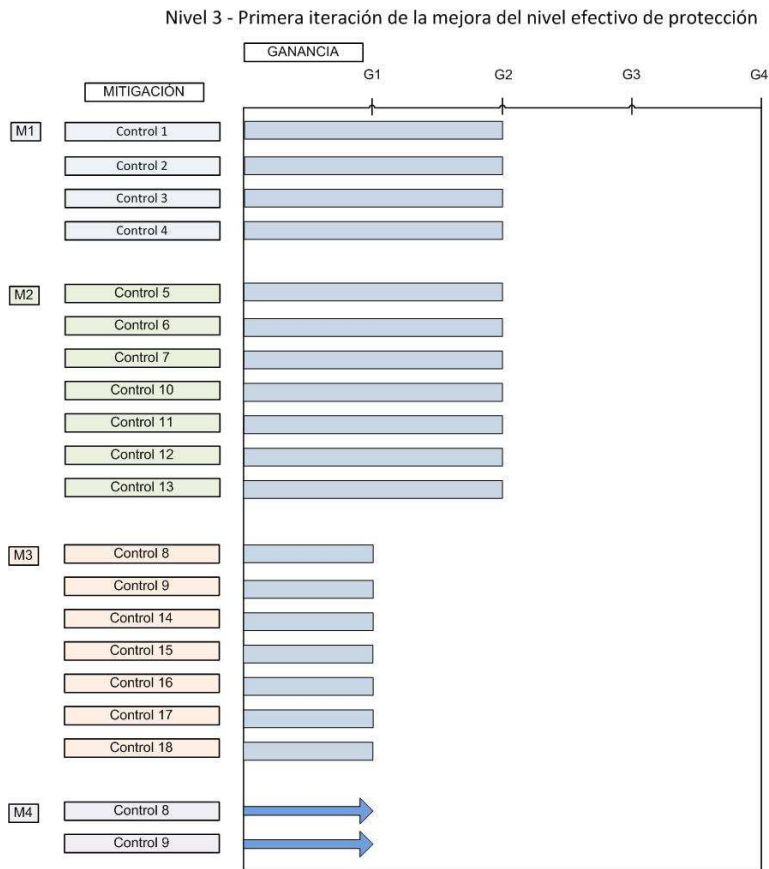 Nivel 3 - Primera iteración de la mejora del nivel efectivo de protección
GANANCIA
G1 G2 G3 G4
MITIGACIÓN
M1 Control 1
Control 2
Control 3
Control 4
M2 Control 5
Control 6
Control 7
Control 10
Control 11
Control 12
Control 13
M3 Control 8
Control 9
Control 14
Control 15
Control 16
Control 17
Control 18
M4 Control 8
Control 9